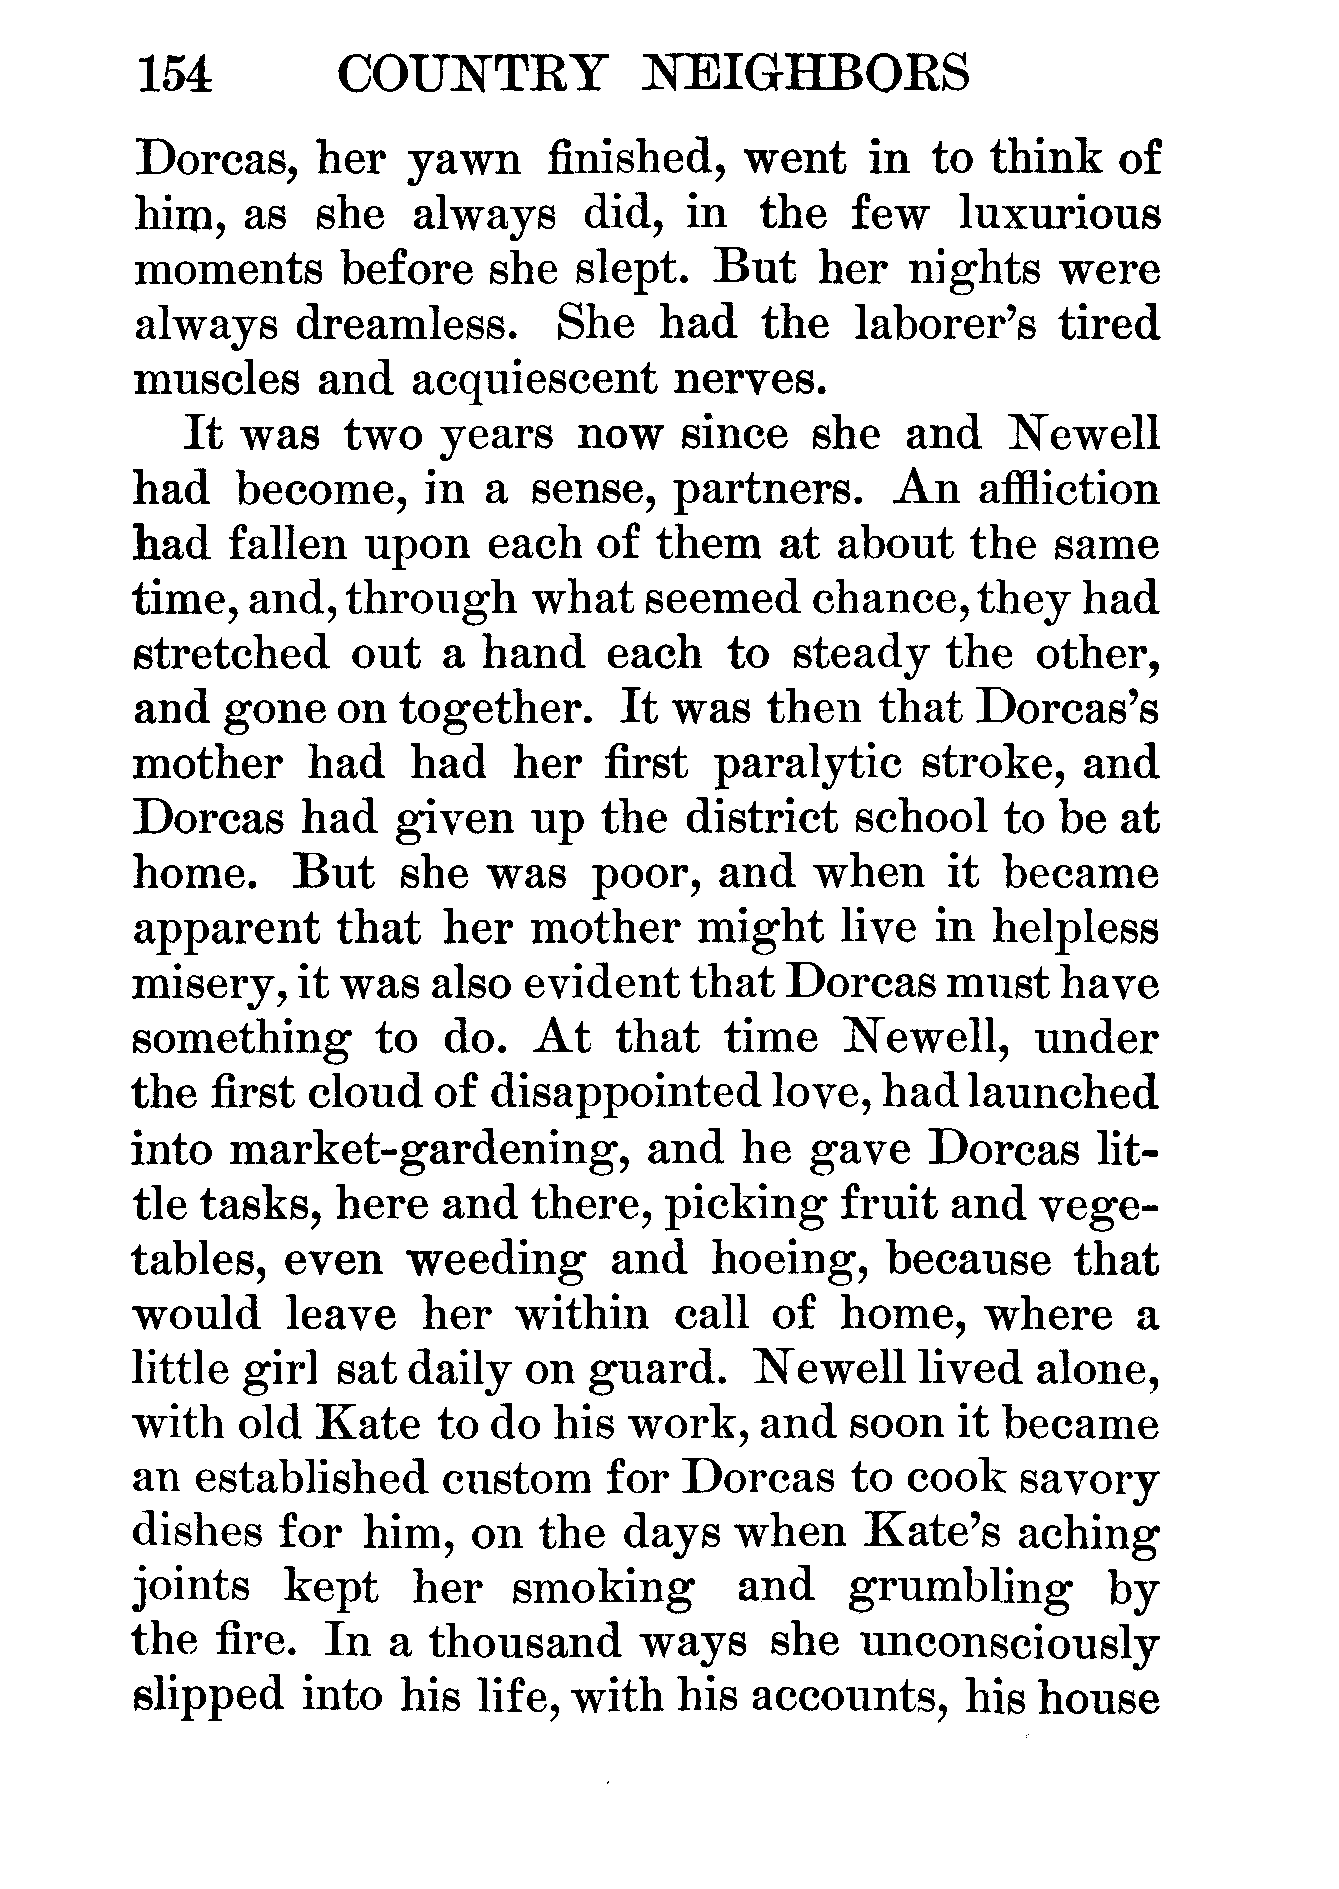 154 COUNTRY NEIGHBORS
Dorcas, her yawn finished, went in to think of
him, as she always did, in the few luxurious
moments before she slept. But her nights were
always dreamless. She had the laborer's tired
muscles and acquiescent nerves.
It was two years now since she and Newell
had become, in a sense, partners. An affliction
had fallen upon each of them at about the same
time, and, through what seemed chance, they had
stretched out a hand each to steady the other,
and gone on together. It was then that Dorcas's
mother had had her first paralytic stroke, and
Dorcas had given up the district school to be at
home. But she was poor, and when it became
apparent that her mother might live in helpless
misery, it was also evident that Dorcas must have
something to do. At that time Newell, under
the first cloud of disappointed love, had launched
into market-gardening, and he gave Dorcas lit-
tle tasks, here and there, picking fruit and vege-
tables, even weeding and hoeing, because that
would leave her within call of home, where a
little girl sat daily on guard. Newell lived alone,
with old Kate to do his work, and soon it became
an established custom for Dorcas to cook savory
dishes for him, on the days when Kate's aching
joints kept her smoking and grumbling by
the fire. In a thousand ways she unconsciously
slipped into his life, with his accounts, his house